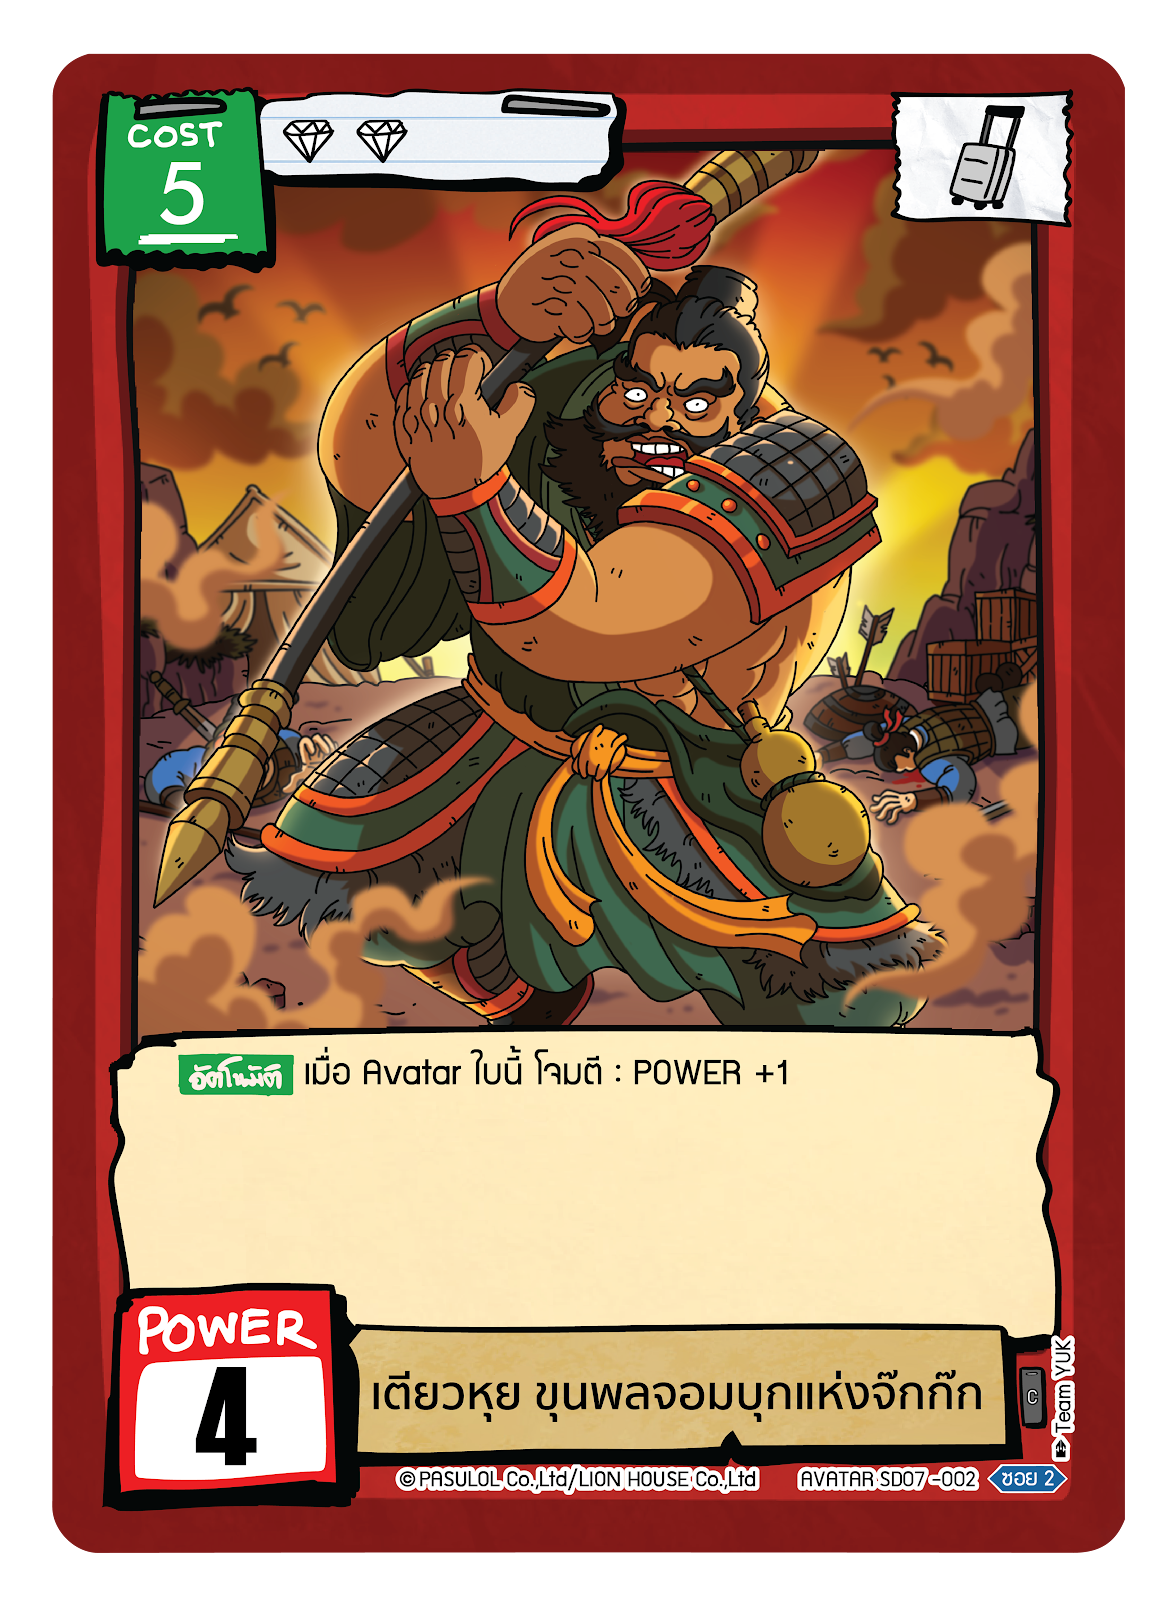 COST
5
อัตโนมัติ เมื่อ Avatar ใบนี้ โจมตี : POWER +1
POWER
4
เตียวหุย ขุนพลจอมบุกแห่งจ๊กก๊ก
C
Team YUK
© PASULOL Co.,Ltd/LION HOUSE Co.,Ltd AVATAR SD07-002 ซอย 2